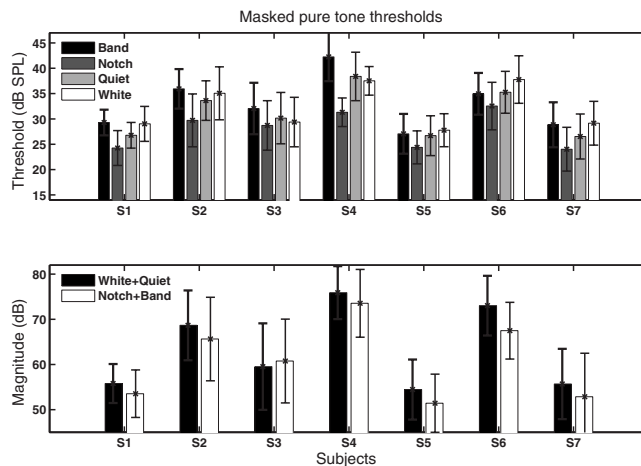 Masked pure tone thresholds
Threshold (dB SPL)
45
40
35
30
25
20
15
Band
Notch
Quiet
White
S1 S2 S3 S4 S5 S6 S7
Magnitude (dB)
80
70
60
50
White+Quiet
Notch+Band
S1 S2 S3 S4 S5 S6 S7
Subjects